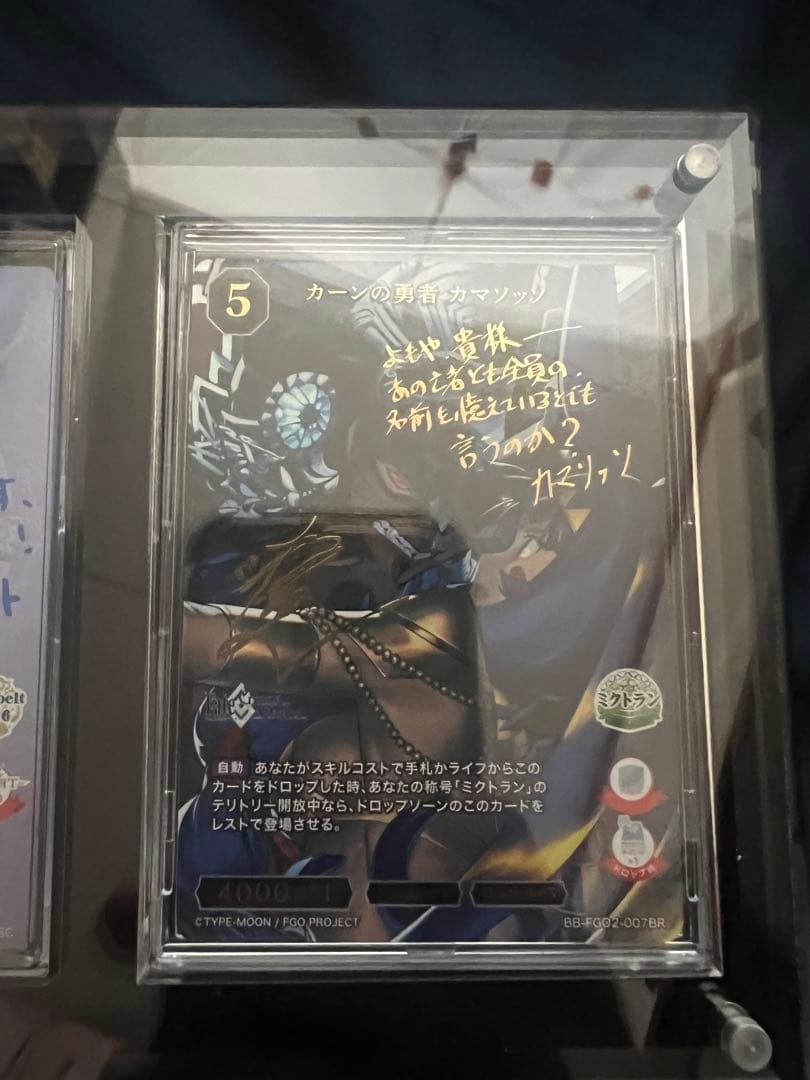 5
カーンの勇者 カマソッソ
よもや、貴様――
あの亡者ども全員の、
名前を憶えているとでも
言うのか?
カマソッソ
す、
!
ト
belt
6
ミクトラン
自動 あなたがスキルコストで手札かライフからこの
カードをドロップした時、あなたの称号「ミクトラン」の
テリトリー開放中なら、ドロップゾーンのこのカードを
レストで登場させる。
4000
1
©TYPE-MOON / FGO PROJECT
BB-FGO2-007BR
SC